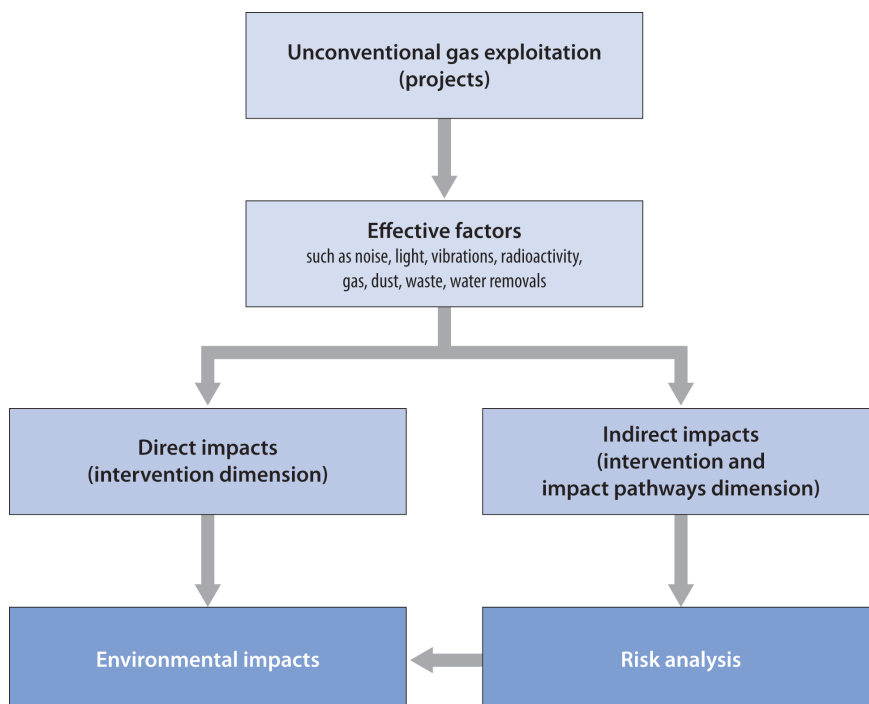 Unconventional gas exploitation
(projects)
Effective factors
such as noise, light, vibrations, radioactivity,
gas, dust, waste, water removals
Direct impacts
(intervention dimension)
Indirect impacts
(intervention and
impact pathways dimension)
Environmental impacts
Risk analysis